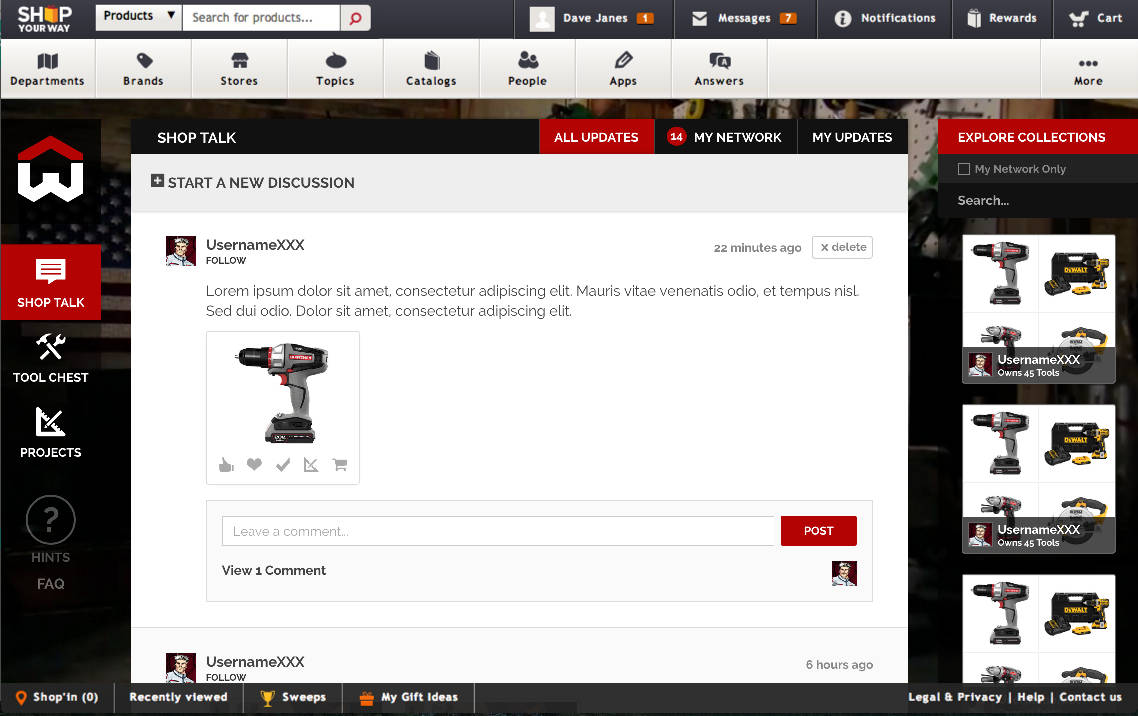 SHOP
YOUR WAY
Products ▼
Search for products...
Dave Janes 1
Messages 7
Notifications
Rewards
Cart
Departments
Brands
Stores
Topics
Catalogs
People
Apps
Answers
More
SHOP TALK
ALL UPDATES
14 MY NETWORK
MY UPDATES
EXPLORE COLLECTIONS
My Network Only
Search...
+ START A NEW DISCUSSION
SHOP TALK
TOOL CHEST
PROJECTS
?
HINTS
FAQ
UsernameXXX
FOLLOW
22 minutes ago
x delete
Lorem ipsum dolor sit amet, consectetur adipiscing elit. Mauris vitae venenatis odio, et tempus nisl.
Sed dui odio. Dolor sit amet, consectetur adipiscing elit.
Leave a comment...
POST
View 1 Comment
UsernameXXX
FOLLOW
6 hours ago
DEWALT
UsernameXXX
Owns 45 Tools
DEWALT
UsernameXXX
Owns 45 Tools
DEWALT
Shop'in (0)
Recently viewed
Sweeps
My Gift Ideas
Legal & Privacy | Help | Contact us